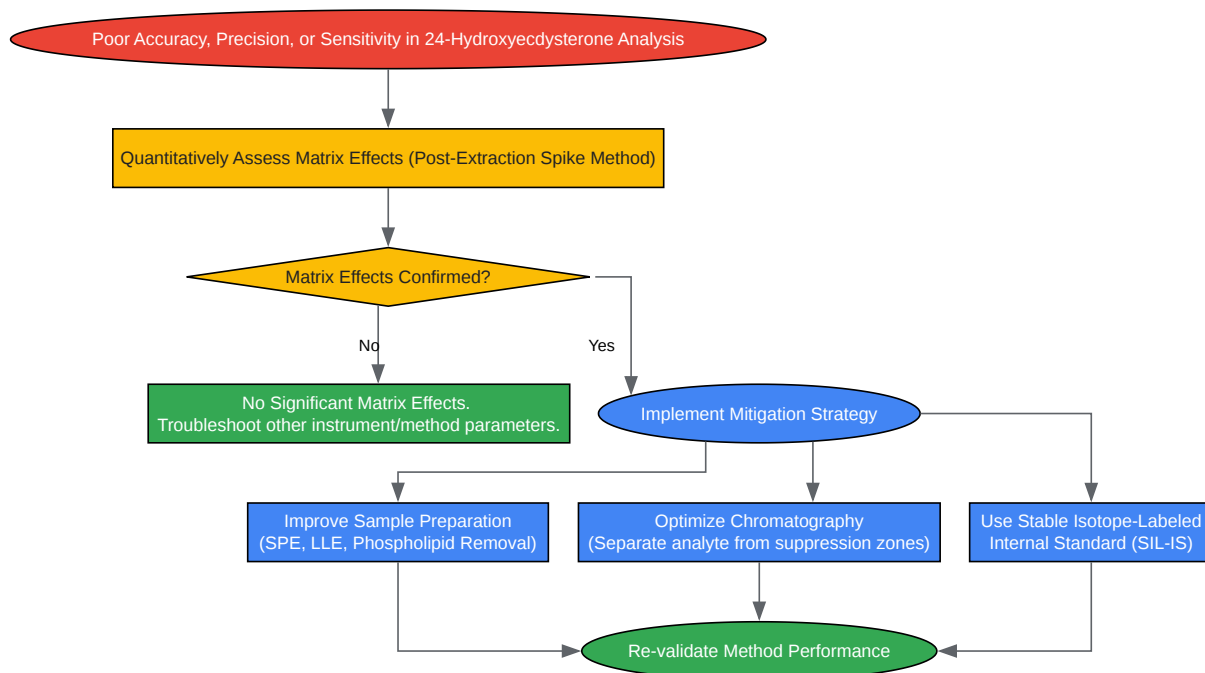 Poor Accuracy, Precision, or Sensitivity in 24-Hydroxyecdysterone Analysis
Quantitatively Assess Matrix Effects (Post-Extraction Spike Method)
Matrix Effects Confirmed?
No
Yes
No Significant Matrix Effects.
Troubleshoot other instrument/method parameters.
Implement Mitigation Strategy
Improve Sample Preparation
(SPE, LLE, Phospholipid Removal)
Optimize Chromatography
(Separate analyte from suppression zones)
Use Stable Isotope-Labeled
Internal Standard (SIL-IS)
Re-validate Method Performance